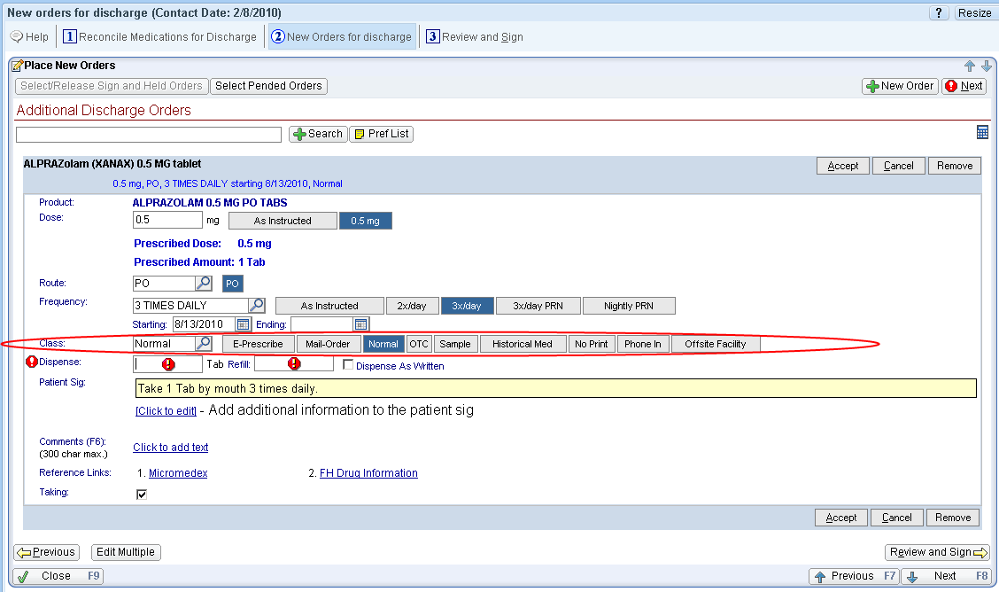 New orders for discharge (Contact Date: 2/8/2010) ? Resize
Help 1 Reconcile Medications for Discharge 2 New Orders for discharge 3 Review and Sign
Place New Orders
Select/Release Sign and Held Orders Select Pended Orders New Order Next
Additional Discharge Orders
Search Pref List
ALPRAZolam (XANAX) 0.5 MG tablet Accept Cancel Remove
0.5 mg, PO, 3 TIMES DAILY starting 8/13/2010, Normal
Product: ALPRAZOLAM 0.5 MG PO TABS
Dose: 0.5 mg As Instructed 0.5 mg
Prescribed Dose: 0.5 mg
Prescribed Amount: 1 Tab
Route: PO PO
Frequency: 3 TIMES DAILY As Instructed 2x/day 3x/day 3x/day PRN Nightly PRN
Starting: 8/13/2010 Ending:
Class: Normal E-Prescribe Mail-Order Normal OTC Sample Historical Med No Print Phone In Offsite Facility
Dispense: Tab Refill: Dispense As Written
Patient Sig: Take 1 Tab by mouth 3 times daily.
[Click to edit] - Add additional information to the patient sig
Comments (F6): Click to add text
(300 char max.)
Reference Links: 1. Micromedex 2. FH Drug Information
Taking:
Accept Cancel Remove
Previous Edit Multiple Review and Sign
Close F9 Previous F7 Next F8